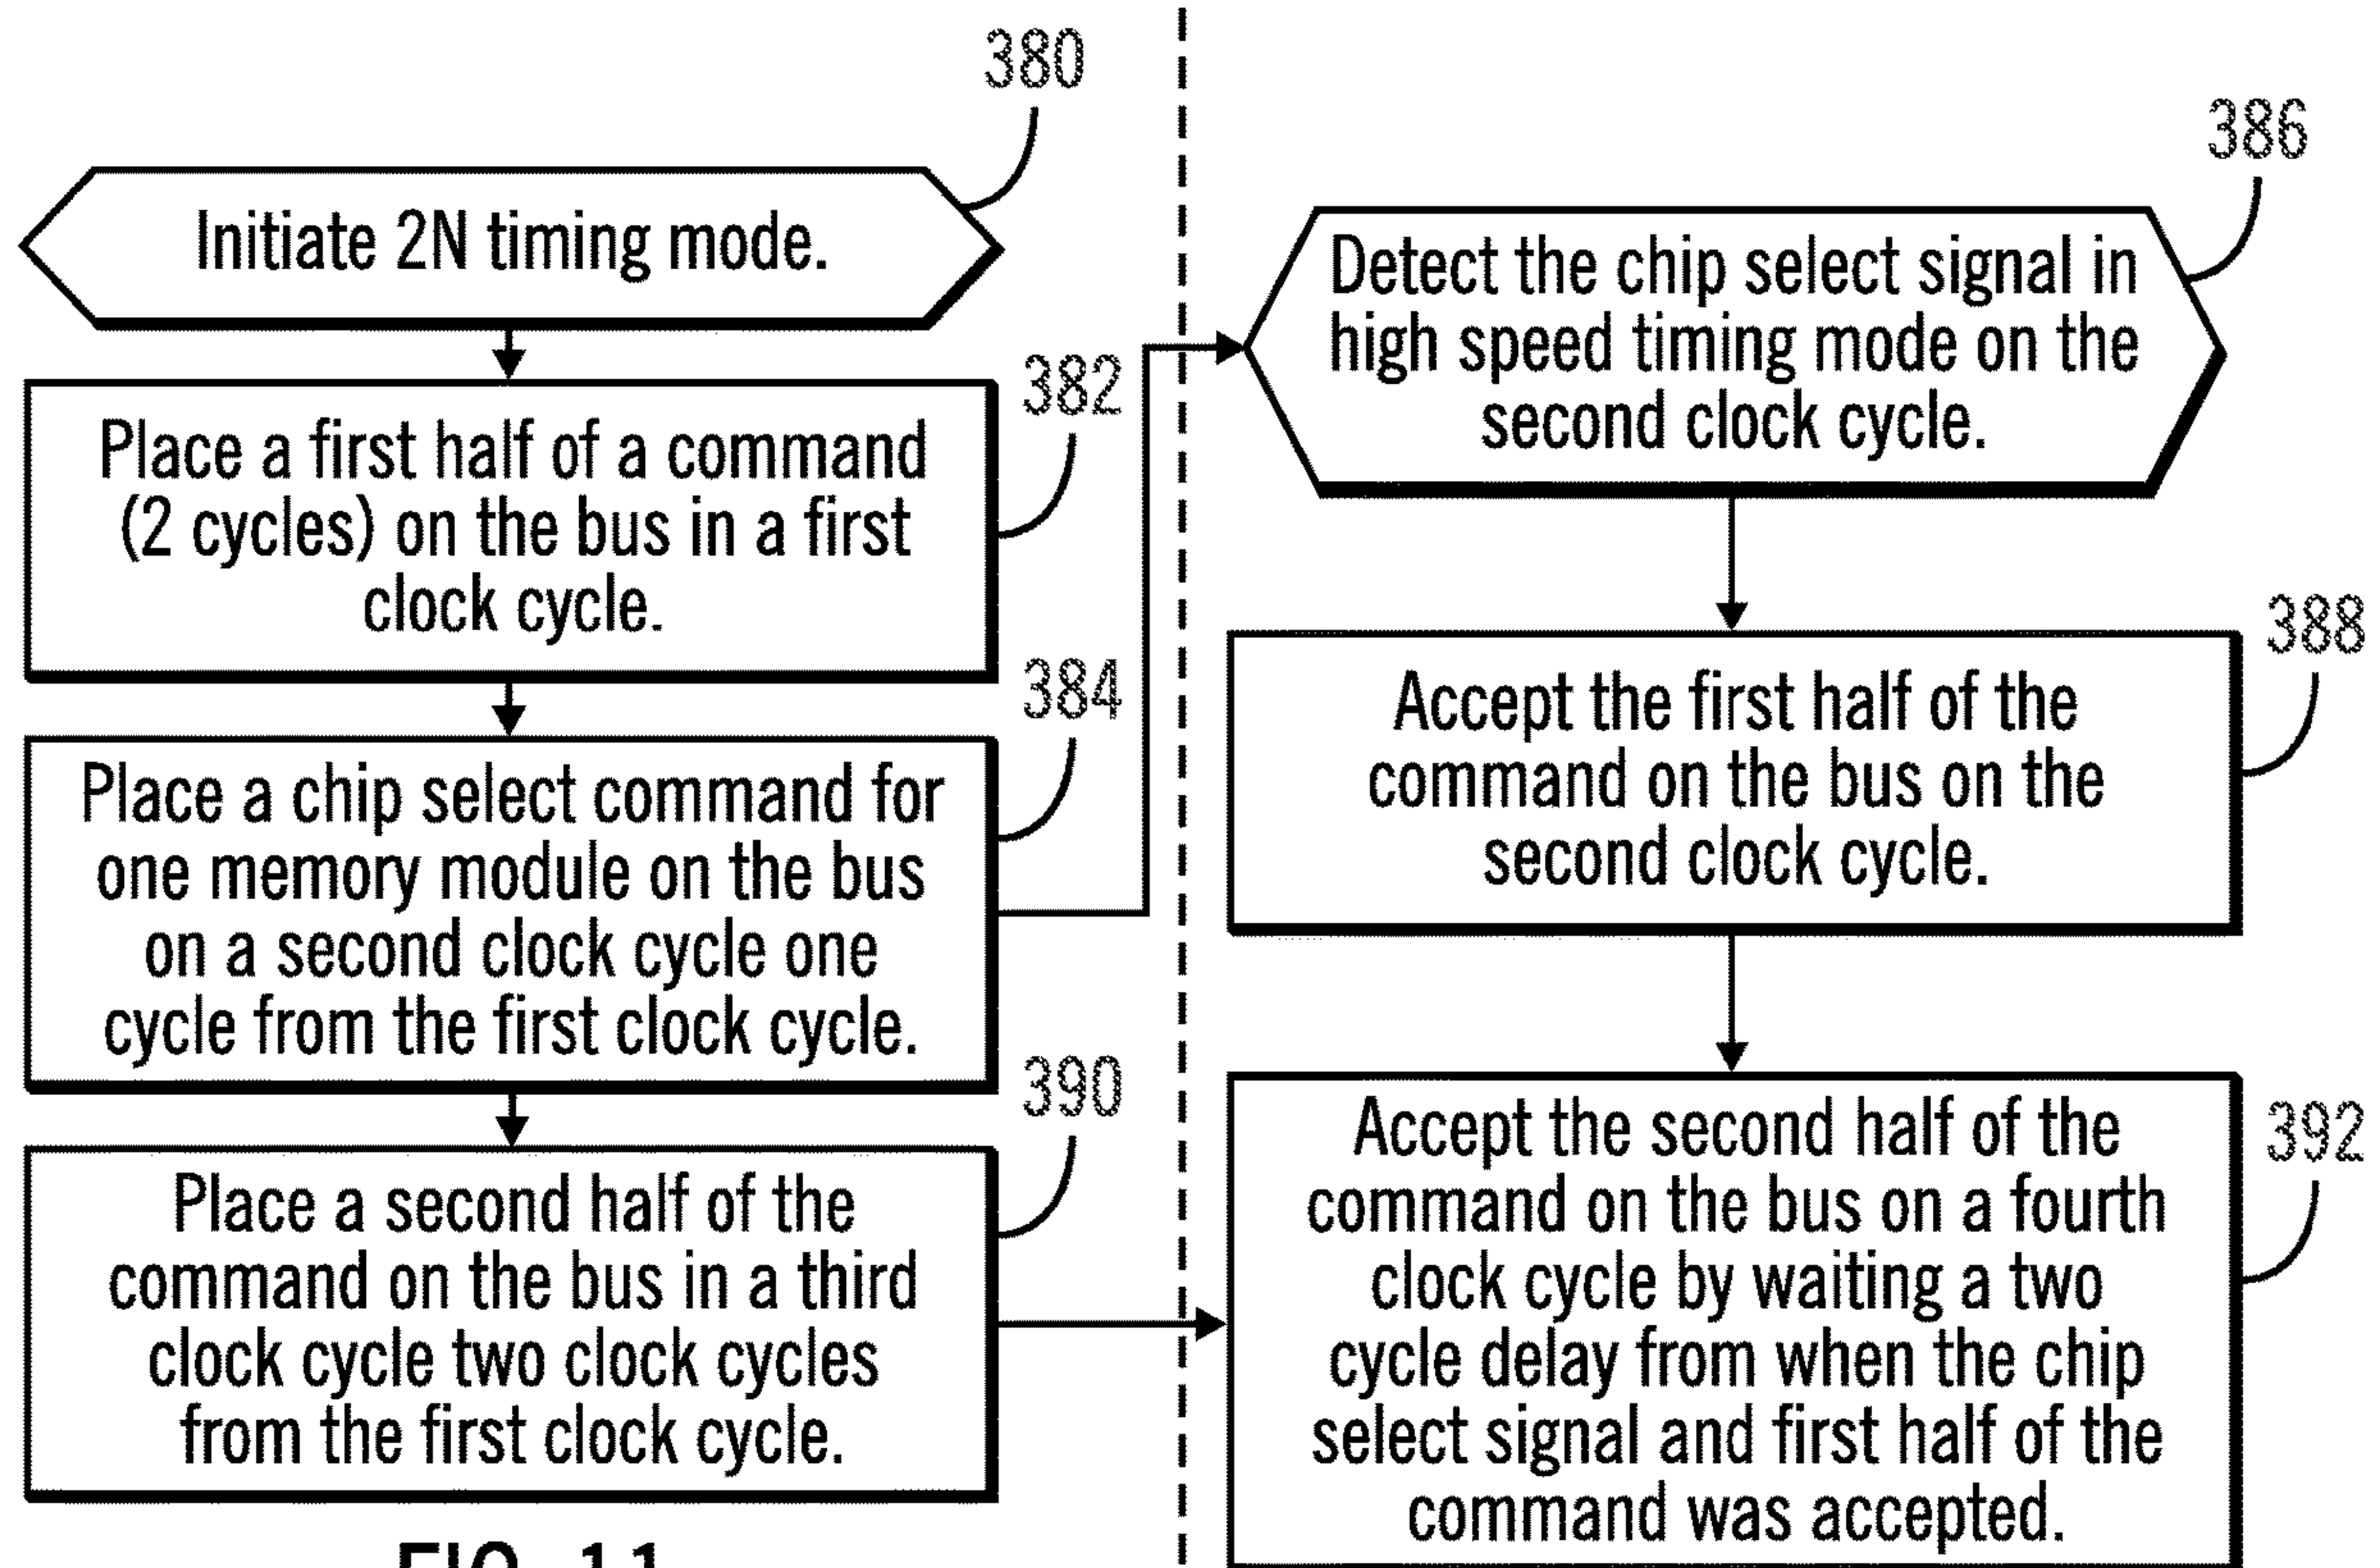 380
Initiate 2N timing mode.
382
Place a first half of a command
(2 cycles) on the bus in a first
clock cycle.
384
Place a chip select command for
one memory module on the bus
on a second clock cycle one
cycle from the first clock cycle.
390
Place a second half of the
command on the bus in a third
clock cycle two clock cycles
from the first clock cycle.
FIG. 11
386
Detect the chip select signal in
high speed timing mode on the
second clock cycle.
388
Accept the first half of the
command on the bus on the
second clock cycle.
392
Accept the second half of the
command on the bus on a fourth
clock cycle by waiting a two
cycle delay from when the chip
select signal and first half of the
command was accepted.